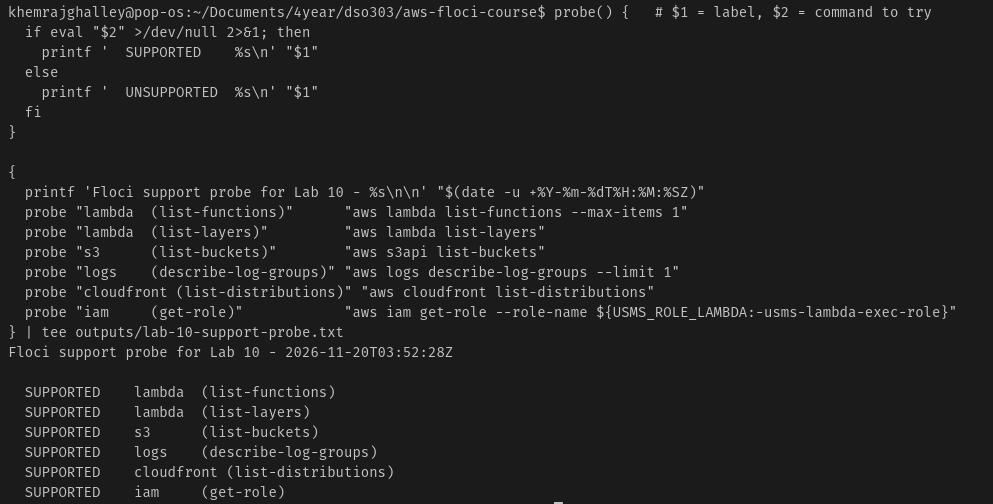 khemrajghalley@pop-os:~/Documents/4year/dso303/aws-floci-course$ probe() {   # $1 = label, $2 = command to try
  if eval "$2" >/dev/null 2>&1; then
    printf '  SUPPORTED    %s\n' "$1"
  else
    printf '  UNSUPPORTED  %s\n' "$1"
  fi
}

{
  printf 'Floci support probe for Lab 10 - %s\n\n' "$(date -u +%Y-%m-%dT%H:%M:%SZ)"
  probe "lambda  (list-functions)"      "aws lambda list-functions --max-items 1"
  probe "lambda  (list-layers)"         "aws lambda list-layers"
  probe "s3      (list-buckets)"        "aws s3api list-buckets"
  probe "logs    (describe-log-groups)" "aws logs describe-log-groups --limit 1"
  probe "cloudfront (list-distributions)" "aws cloudfront list-distributions"
  probe "iam     (get-role)"            "aws iam get-role --role-name ${USMS_ROLE_LAMBDA:-usms-lambda-exec-role}"
} | tee outputs/lab-10-support-probe.txt
Floci support probe for Lab 10 - 2026-11-20T03:52:28Z

  SUPPORTED    lambda  (list-functions)
  SUPPORTED    lambda  (list-layers)
  SUPPORTED    s3      (list-buckets)
  SUPPORTED    logs    (describe-log-groups)
  SUPPORTED    cloudfront (list-distributions)
  SUPPORTED    iam     (get-role)